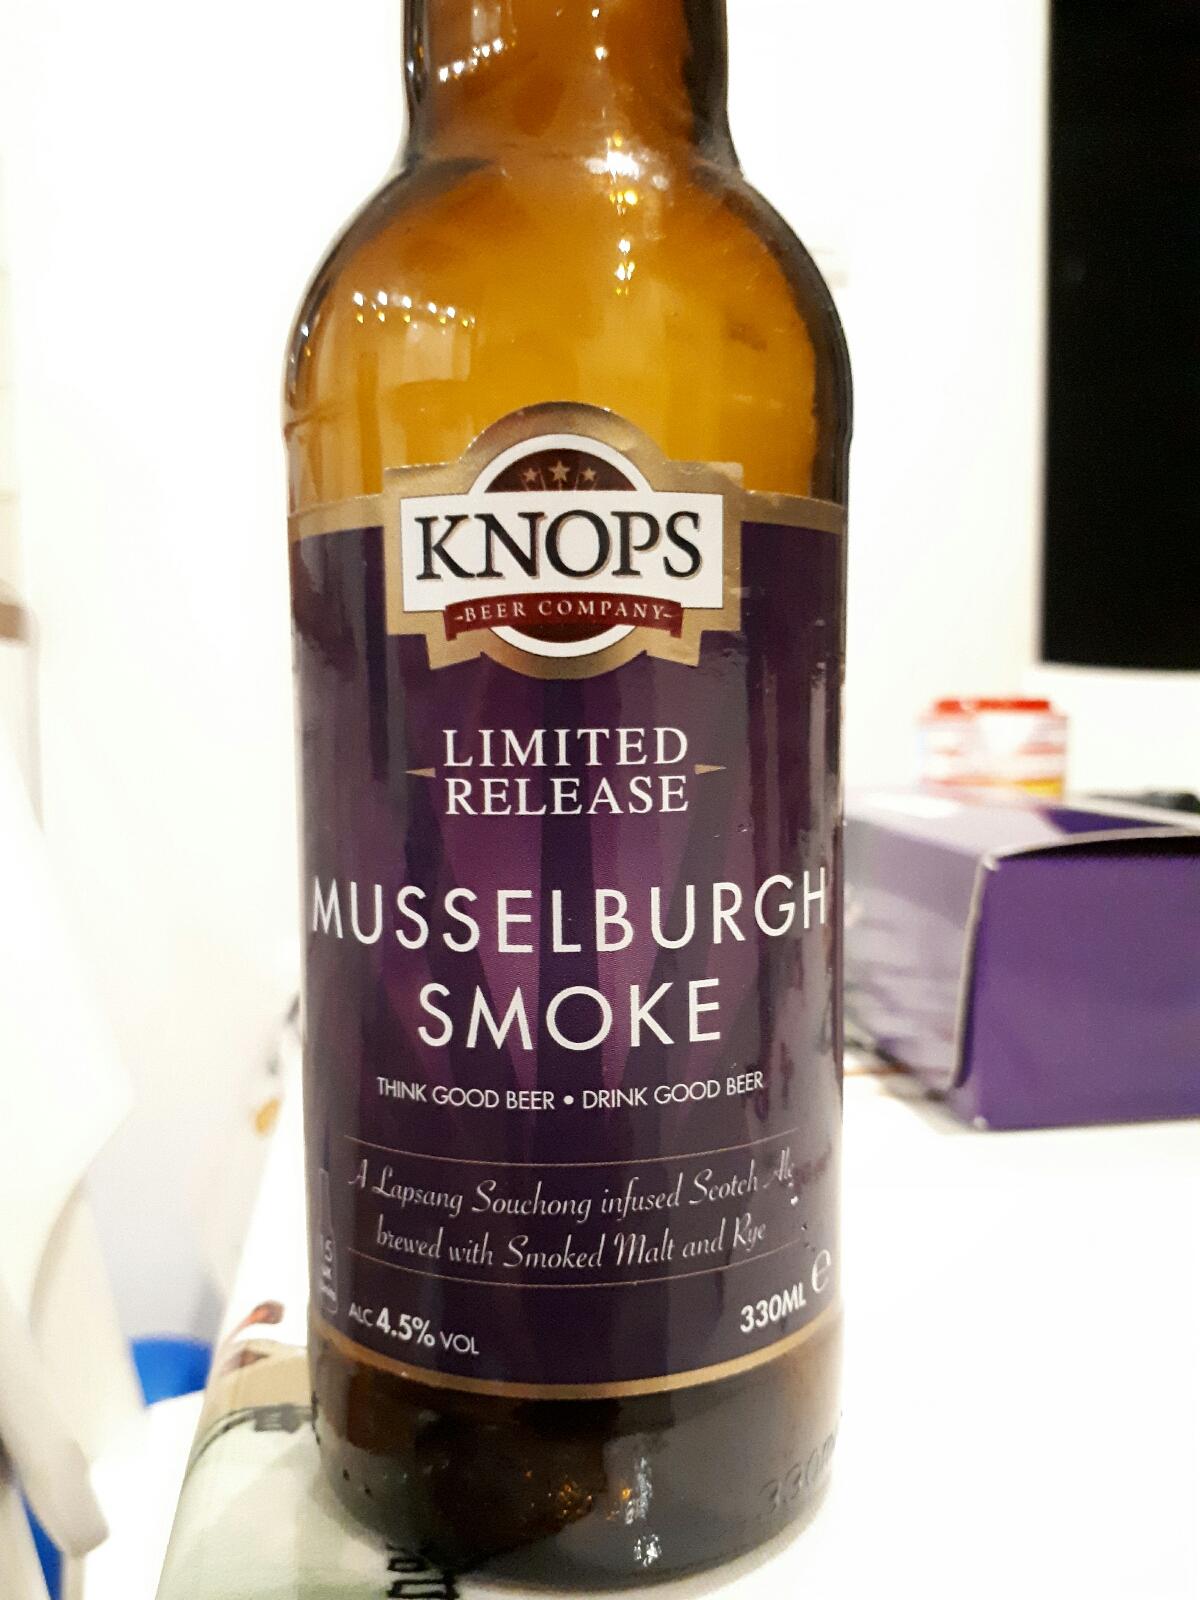 KNOPS
-BEER COMPANY-
LIMITED
RELEASE
MUSSELBURGH
SMOKE
THINK GOOD BEER • DRINK GOOD BEER
A Lapsang Souchong infused Scotch Ale
brewed with Smoked Malt and Rye
ALC 4.5% VOL
330ML ℮